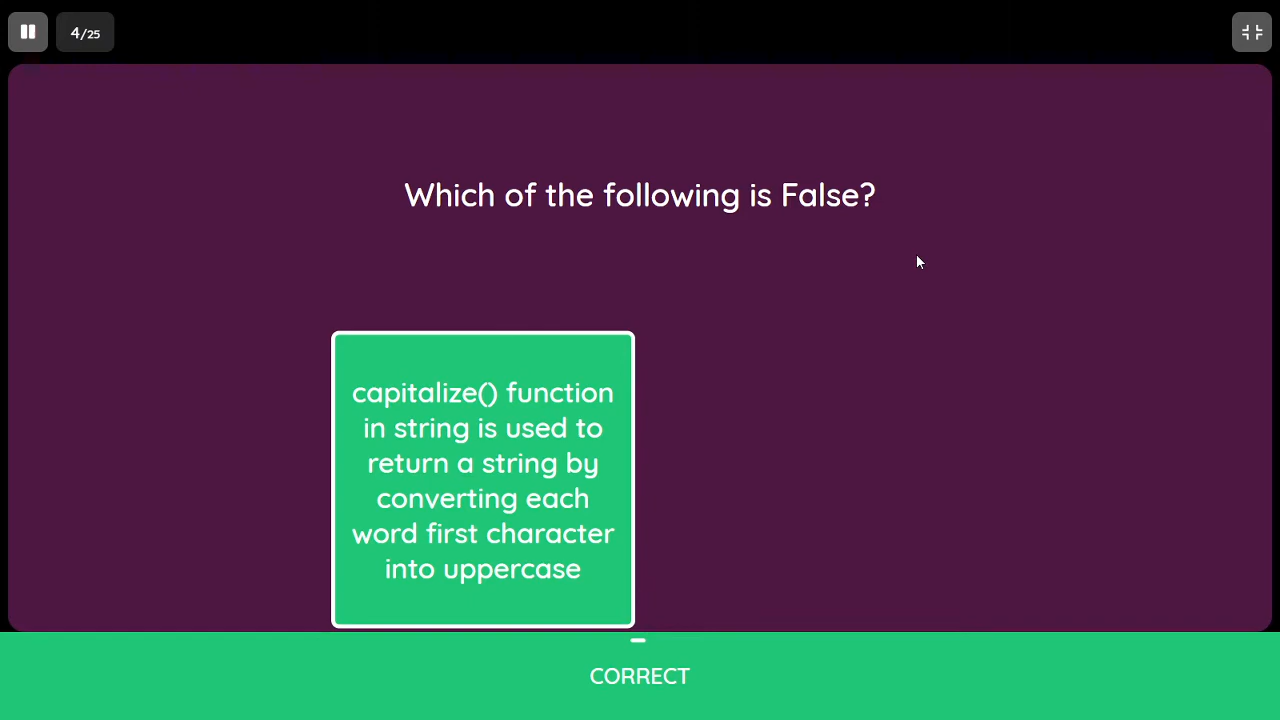 4/25
Which of the following is False?
capitalize() function
in string is used to
return a string by
converting each
word first character
into uppercase
CORRECT